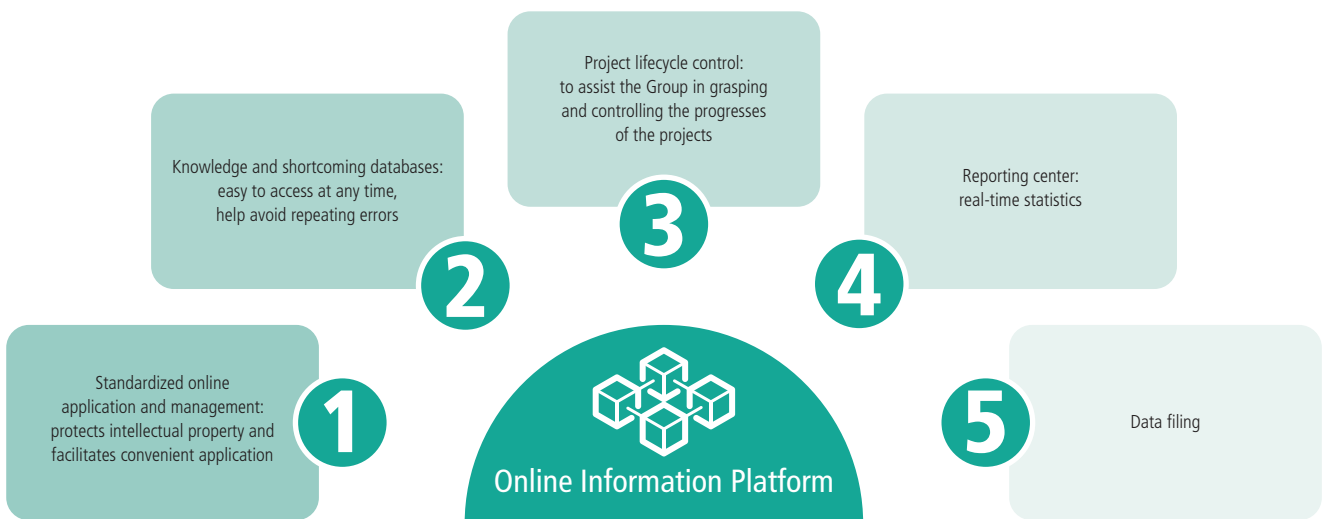 1
Standardized online
application and management:
protects intellectual property and
facilitates convenient application
2
Knowledge and shortcoming databases:
easy to access at any time,
help avoid repeating errors
3
Project lifecycle control:
to assist the Group in grasping
and controlling the progresses
of the projects
4
Reporting center:
real-time statistics
5
Data filing
Online Information Platform